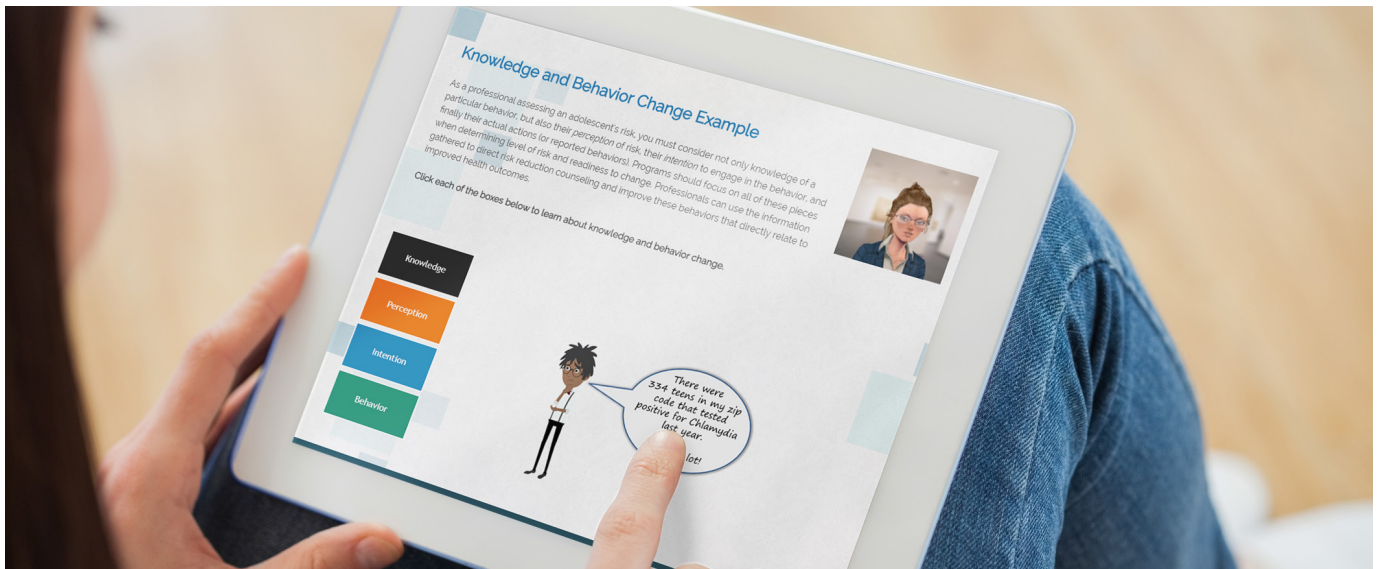 Knowledge and Behavior Change Example
As a professional assessing an adolescent's risk, you must consider not only knowledge of a
particular behavior, but also their perception of risk, their intention to engage in the behavior, and
finally their actual actions (or reported behaviors). Programs should focus on all of these pieces
when determining level of risk and readiness to change. Professionals can use the information
gathered to direct risk reduction counseling and improve these behaviors that directly relate to
improved health outcomes.
Click each of the boxes below to learn about knowledge and behavior change.
Knowledge
Perception
Intention
Behavior
There were
334 teens in my zip
code that tested
positive for Chlamydia
last year.
lot!